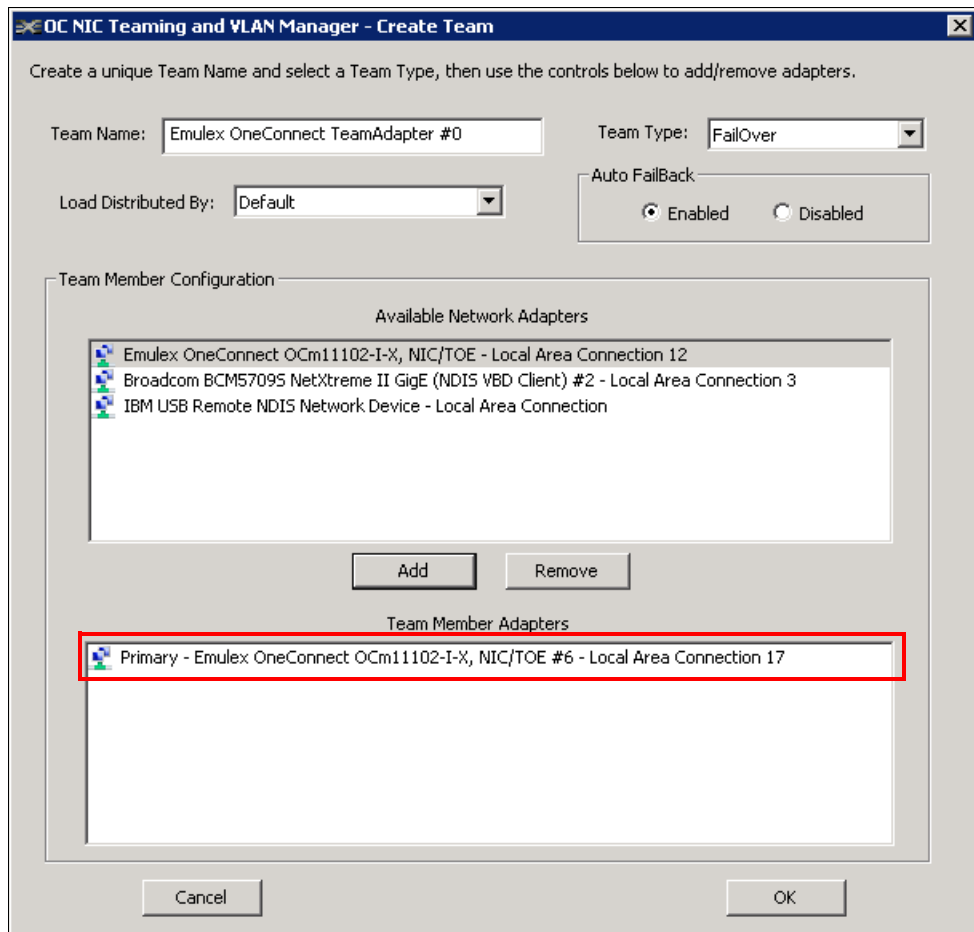 OC NIC Teaming and VLAN Manager - Create Team
Create a unique Team Name and select a Team Type, then use the controls below to add/remove adapters.
Team Name: Emulex OneConnect TeamAdapter #0
Team Type: FailOver
Auto FailBack
Load Distributed By: Default
Enabled Disabled
Team Member Configuration
Available Network Adapters
Emulex OneConnect OCm11102-I-X, NIC/TOE - Local Area Connection 12
Broadcom BCM5709S NetXtreme II GigE (NDIS VBD Client) #2 - Local Area Connection 3
IBM USB Remote NDIS Network Device - Local Area Connection
Add Remove
Team Member Adapters
Primary - Emulex OneConnect OCm11102-I-X, NIC/TOE #6 - Local Area Connection 17
Cancel OK